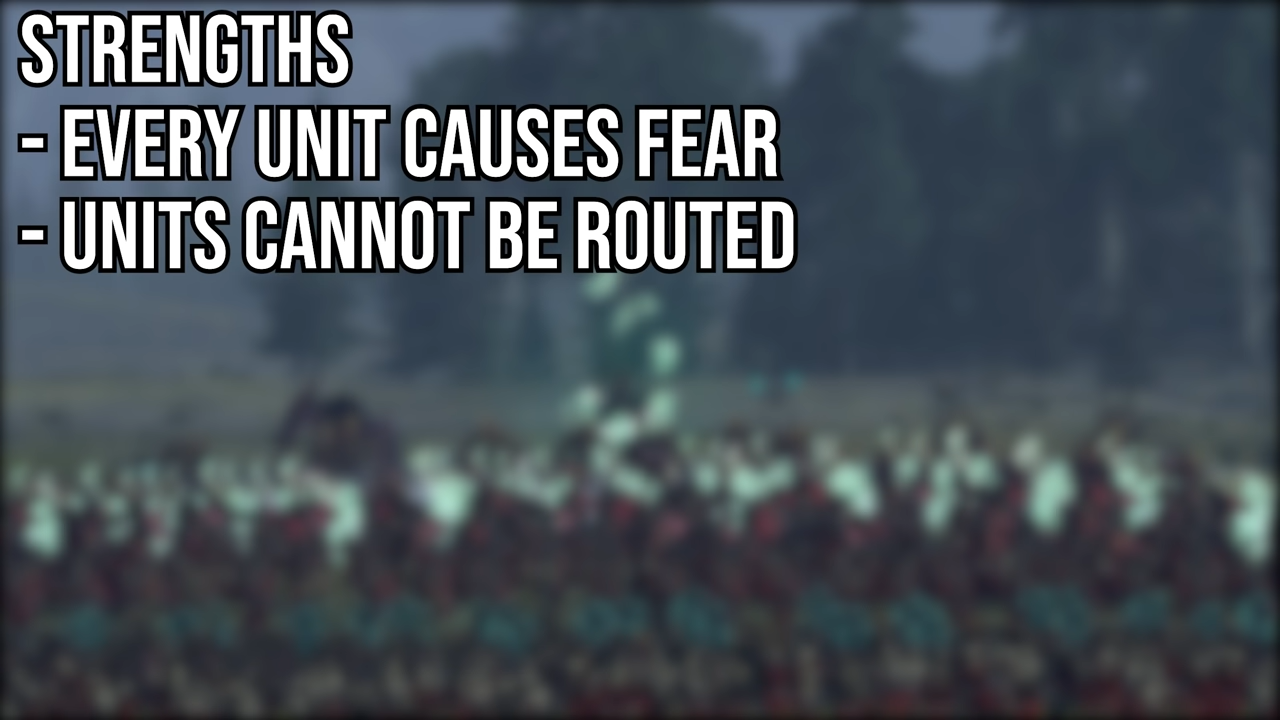 STRENGTHS
- EVERY UNIT CAUSES FEAR
- UNITS CANNOT BE ROUTED